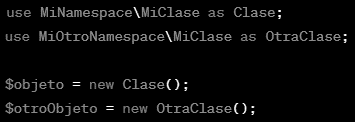 use MiNamespace\MiClase as Clase;
use MiOtroNamespace\MiClase as OtraClase;
$objeto = new Clase();
$otroObjeto = new OtraClase();